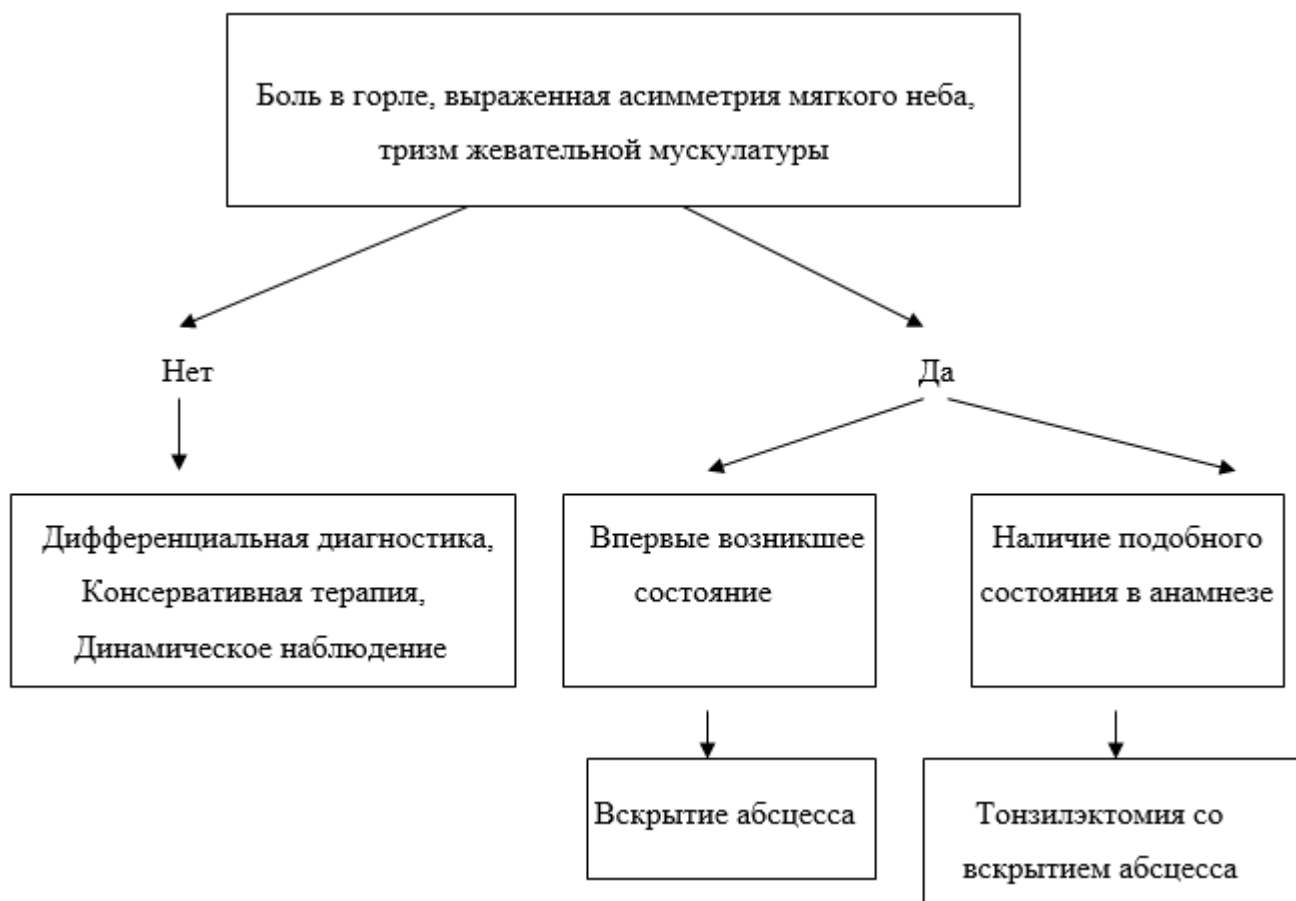 Боль в горле, выраженная асимметрия мягкого неба,
тризм жевательной мускулатуры
Нет
Да
Дифференциальная диагностика,
Консервативная терапия,
Динамическое наблюдение
Впервые возникшее
состояние
Наличие подобного
состояния в анамнезе
Вскрытие абсцесса
Тонзилэктомия со
вскрытием абсцесса